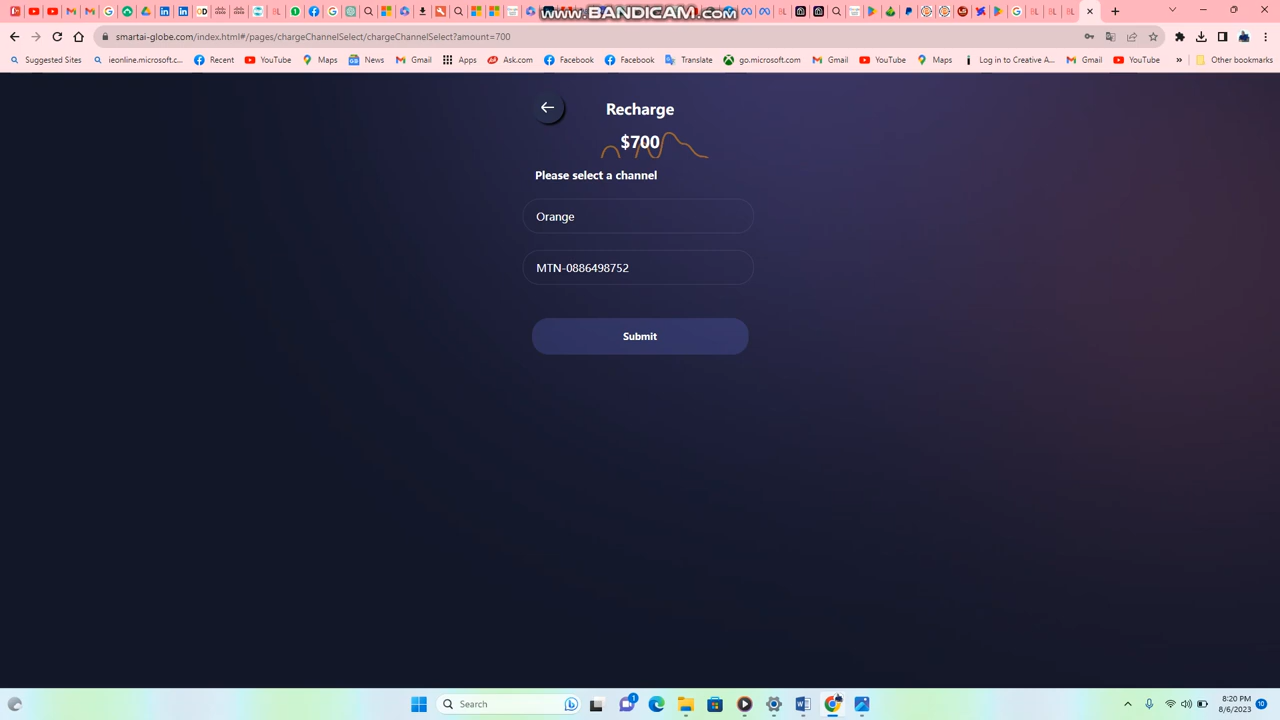 www.BANDICAM.com
smartai-globe.com/index.html#/pages/chargeChannelSelect/chargeChannelSelect?amount=700
Suggested Sites ieonline.microsoft.c... Recent YouTube Maps News Gmail Apps Ask.com Facebook Facebook Translate go.microsoft.com Gmail YouTube Maps Log in to Creative A... Gmail YouTube » Other bookmarks
Recharge
$700
Please select a channel
Orange
MTN-0886498752
Submit
Search
1
8:20 PM
8/6/2023
10